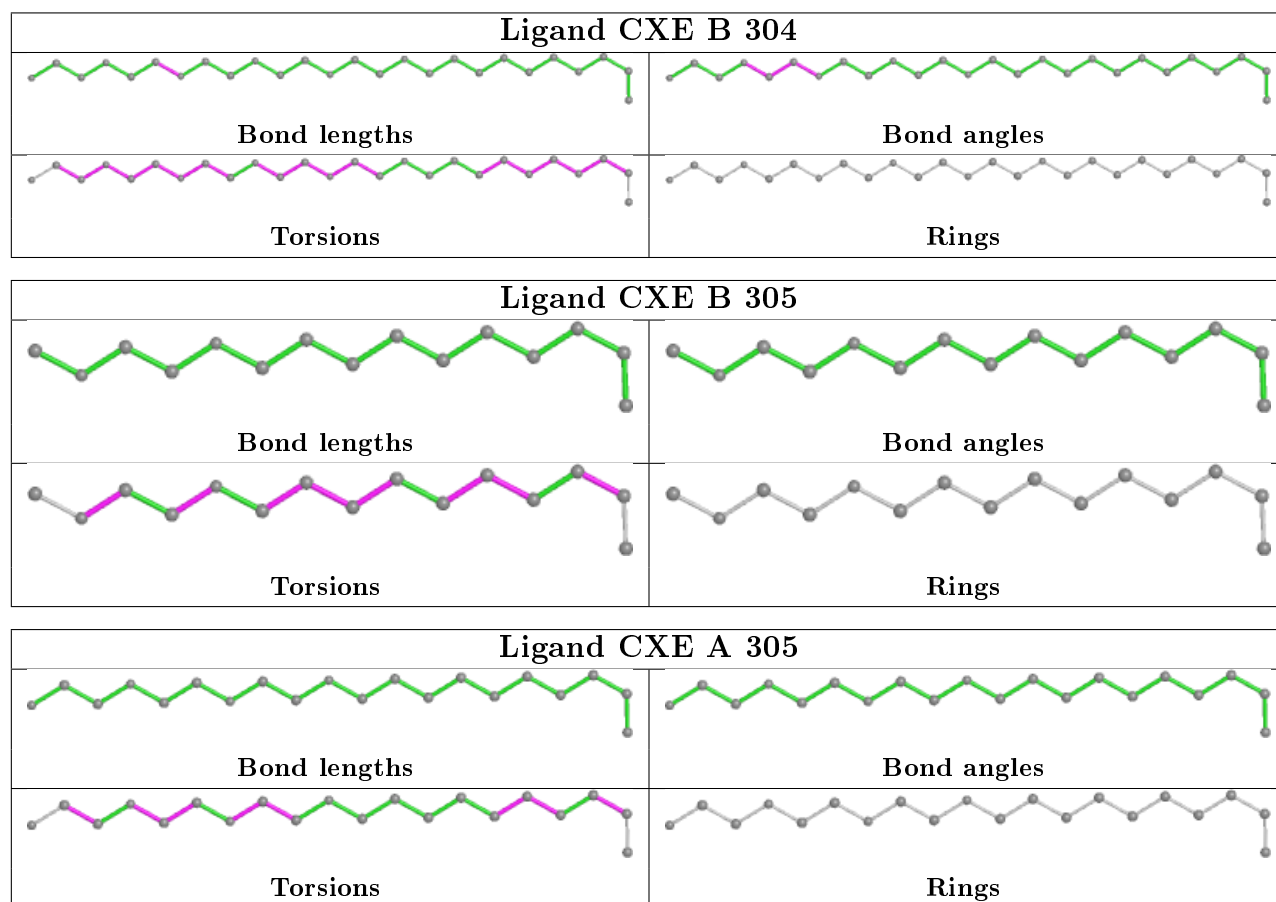 Ligand CXE B 304
Bond lengths
Bond angles
Torsions
Rings
Ligand CXE B 305
Bond lengths
Bond angles
Torsions
Rings
Ligand CXE A 305
Bond lengths
Bond angles
Torsions
Rings